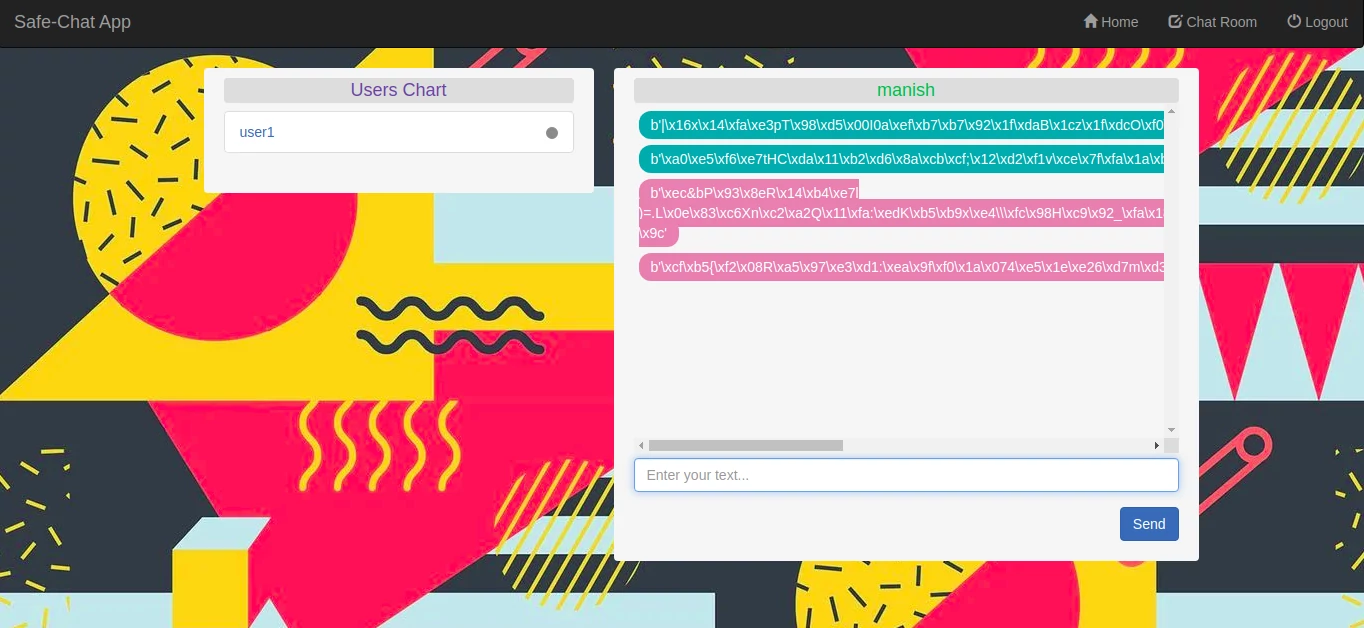 Safe-Chat App
Home
Chat Room
Logout
Users Chart
user1
manish
b'|\x16x\x14\xfa\xe3pT\x98\xd5\x00I0a\xef\xb7\xb7\x92\x1f\xdaB\x1cz\x1f\xdcO\xf0
b'\xa0\xe5\xf6\xe7tHC\xda\x11\xb2\xd6\x8a\xcb\xcf;\x12\xd2\xf1v\xce\x7f\xfa\x1a\xb
b'\xec&bP\x93\x8eR\x14\xb4\xe7l
)=.L\x0e\x83\xc6Xn\xc2\xa2Q\x11\xfa:\xedK\xb5\xb9x\xe4\\\xfc\x98H\xc9\x92_\xfa\x1
\x9c'
b'\xcf\xb5{\xf2\x08R\xa5\x97\xe3\xd1:\xea\x9f\xf0\x1a\x074\xe5\x1e\xe26\xd7m\xd3
Enter your text...
Send